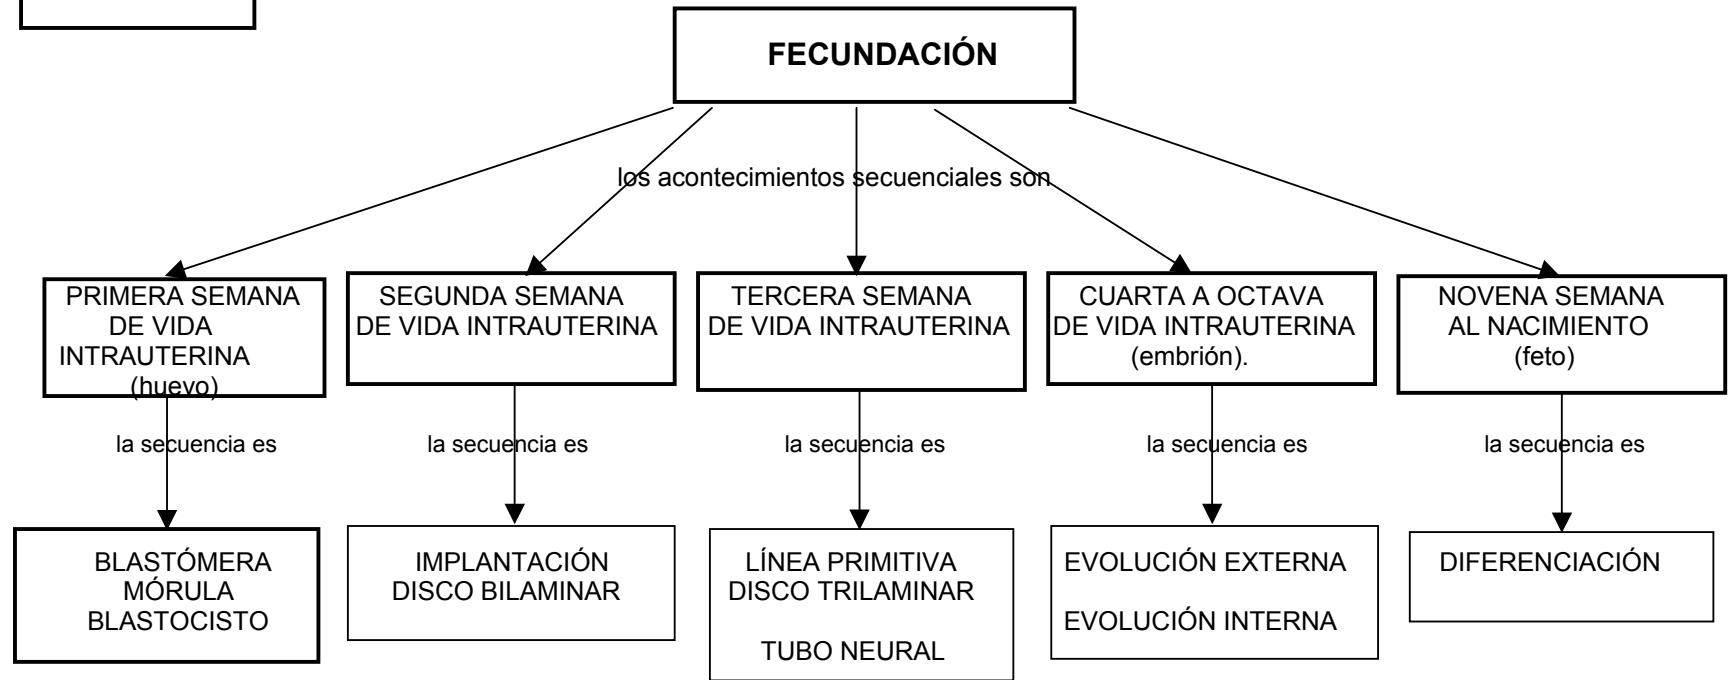 FECUNDACIÓN
los acontecimientos secuenciales son
PRIMERA SEMANA
DE VIDA
INTRAUTERINA
(huevo)
SEGUNDA SEMANA
DE VIDA INTRAUTERINA
TERCERA SEMANA
DE VIDA INTRAUTERINA
CUARTA A OCTAVA
DE VIDA INTRAUTERINA
(embrión).
NOVENA SEMANA
AL NACIMIENTO
(feto)
la secuencia es
la secuencia es
la secuencia es
la secuencia es
la secuencia es
BLASTÓMERA
MÓRULA
BLASTOCISTO
IMPLANTACIÓN
DISCO BILAMINAR
LÍNEA PRIMITIVA
DISCO TRILAMINAR
TUBO NEURAL
EVOLUCIÓN EXTERNA
EVOLUCIÓN INTERNA
DIFERENCIACIÓN